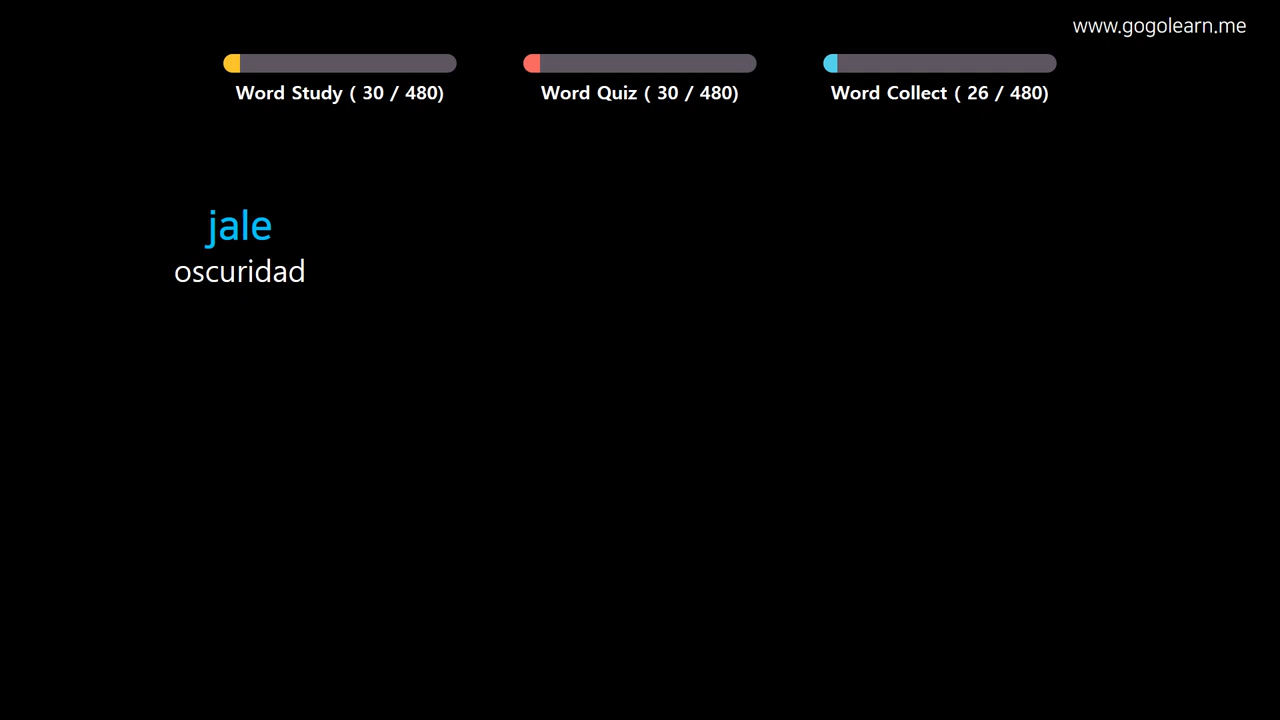 www.gogolearn.me
Word Study ( 30 / 480)
Word Quiz ( 30 / 480)
Word Collect ( 26 / 480)
jale
oscuridad